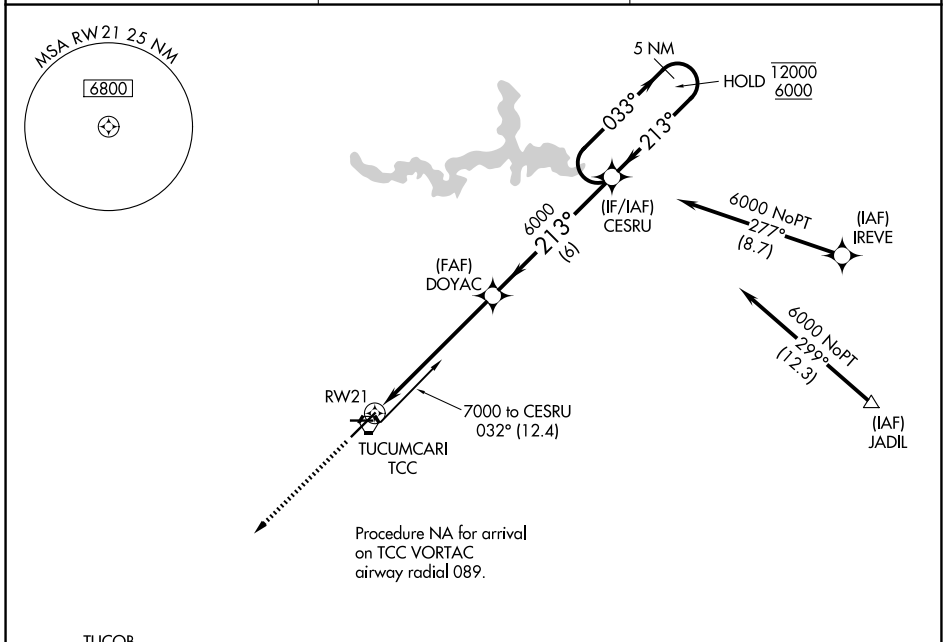 MSA RW21 25 NM
6800
5 NM
HOLD
12000
6000
033°
213°
(IF/IAF)
CESRU
6000
213°
(6)
6000 NoPT
277°
(8.7)
(IAF)
IREVE
(FAF)
DOYAC
6000 NoPT
299°
(12.3)
(IAF)
JADIL
RW21
7000 to CESRU
032° (12.4)
TUCUMCARI
TCC
Procedure NA for arrival
on TCC VORTAC
airway radial 089.